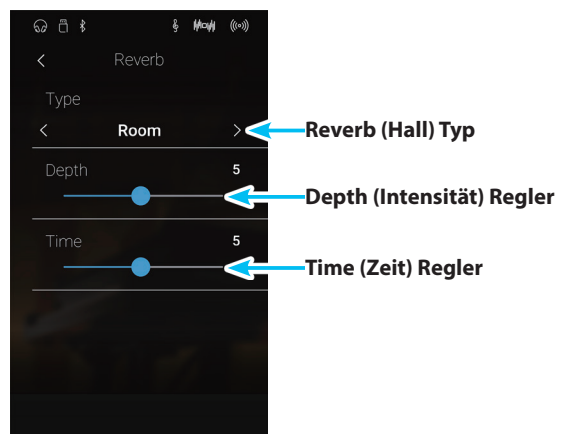 Reverb
Type
Room
Reverb (Hall) Typ
Depth
5
Depth (Intensität) Regler
Time
5
Time (Zeit) Regler